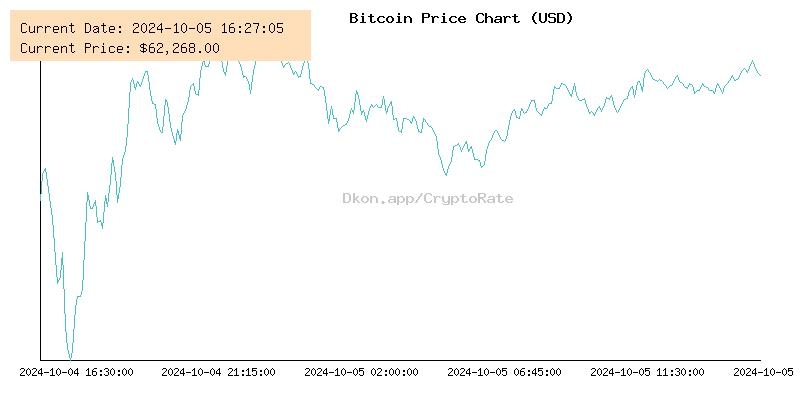 Bitcoin Price Chart (USD)
Current Date: 2024-10-05 16:27:05
Current Price: $62,268.00
Dkon.app/CryptoRate
2024-10-04 16:30:00
2024-10-04 21:15:00
2024-10-05 02:00:00
2024-10-05 06:45:00
2024-10-05 11:30:00
2024-10-05